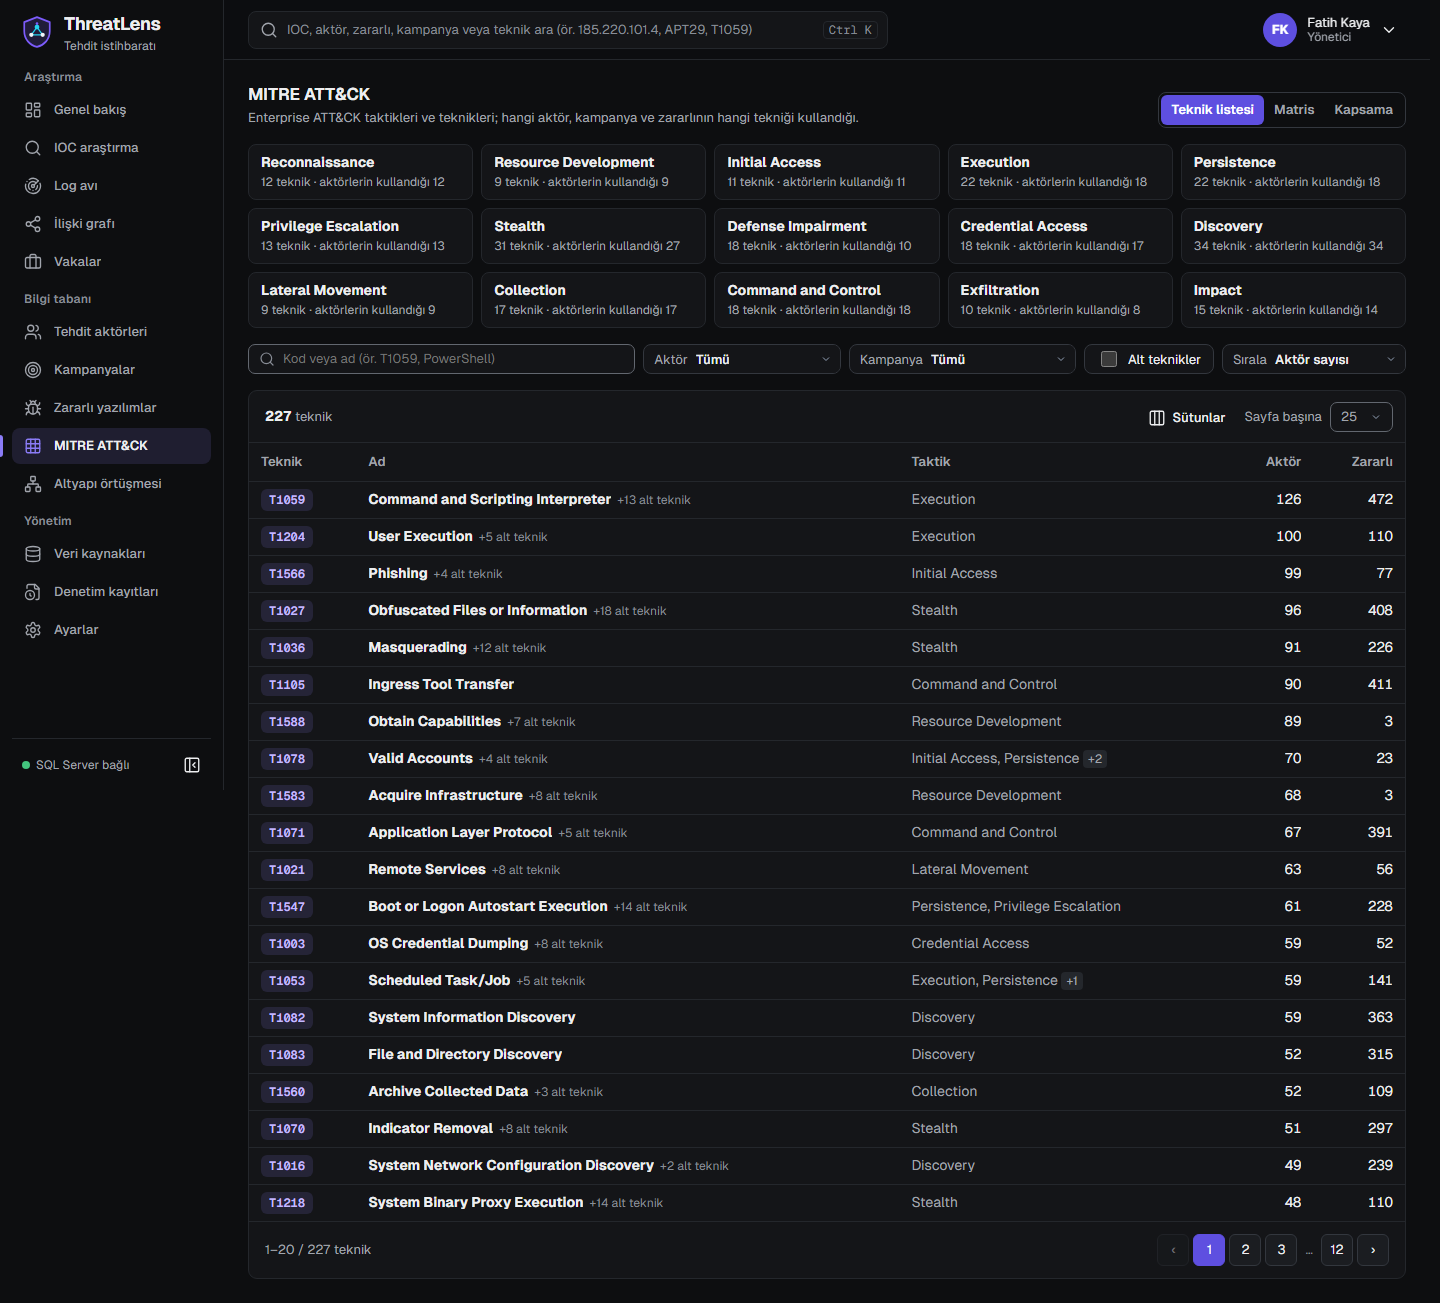 ThreatLens
Tehdit istihbaratı
IOC, aktör, zararlı, kampanya veya teknik ara (ör. 185.220.101.4, APT29, T1059)
Ctrl K
FK
Fatih Kaya
Yönetici
Araştırma
Genel bakış
IOC araştırma
Log avı
İlişki grafı
Vakalar
Bilgi tabanı
Tehdit aktörleri
Kampanyalar
Zararlı yazılımlar
MITRE ATT&CK
Altyapı örtüşmesi
Yönetim
Veri kaynakları
Denetim kayıtları
Ayarlar
SQL Server bağlı
MITRE ATT&CK
Enterprise ATT&CK taktikleri ve teknikleri; hangi aktör, kampanya ve zararlının hangi tekniği kullandığı.
Teknik listesi Matris Kapsama
Reconnaissance
12 teknik · aktörlerin kullandığı 12
Resource Development
9 teknik · aktörlerin kullandığı 9
Initial Access
11 teknik · aktörlerin kullandığı 11
Execution
22 teknik · aktörlerin kullandığı 18
Persistence
22 teknik · aktörlerin kullandığı 18
Privilege Escalation
13 teknik · aktörlerin kullandığı 13
Stealth
31 teknik · aktörlerin kullandığı 27
Defense Impairment
18 teknik · aktörlerin kullandığı 10
Credential Access
18 teknik · aktörlerin kullandığı 17
Discovery
34 teknik · aktörlerin kullandığı 34
Lateral Movement
9 teknik · aktörlerin kullandığı 9
Collection
17 teknik · aktörlerin kullandığı 17
Command and Control
18 teknik · aktörlerin kullandığı 18
Exfiltration
10 teknik · aktörlerin kullandığı 8
Impact
15 teknik · aktörlerin kullandığı 14
Kod veya ad (ör. T1059, PowerShell)
Aktör Tümü
Kampanya Tümü
Alt teknikler
Sırala Aktör sayısı
227 teknik
Sütunlar
Sayfa başına 25
Teknik Ad Taktik Aktör Zararlı
T1059 Command and Scripting Interpreter +13 alt teknik Execution 126 472
T1204 User Execution +5 alt teknik Execution 100 110
T1566 Phishing +4 alt teknik Initial Access 99 77
T1027 Obfuscated Files or Information +18 alt teknik Stealth 96 408
T1036 Masquerading +12 alt teknik Stealth 91 226
T1105 Ingress Tool Transfer Command and Control 90 411
T1588 Obtain Capabilities +7 alt teknik Resource Development 89 3
T1078 Valid Accounts +4 alt teknik Initial Access, Persistence +2 70 23
T1583 Acquire Infrastructure +8 alt teknik Resource Development 68 3
T1071 Application Layer Protocol +5 alt teknik Command and Control 67 391
T1021 Remote Services +8 alt teknik Lateral Movement 63 56
T1547 Boot or Logon Autostart Execution +14 alt teknik Persistence, Privilege Escalation 61 228
T1003 OS Credential Dumping +8 alt teknik Credential Access 59 52
T1053 Scheduled Task/Job +5 alt teknik Execution, Persistence +1 59 141
T1082 System Information Discovery Discovery 59 363
T1083 File and Directory Discovery Discovery 52 315
T1560 Archive Collected Data +3 alt teknik Collection 52 109
T1070 Indicator Removal +8 alt teknik Stealth 51 297
T1016 System Network Configuration Discovery +2 alt teknik Discovery 49 239
T1218 System Binary Proxy Execution +14 alt teknik Stealth 48 110
1–20 / 227 teknik
‹ 1 2 3 … 12 ›